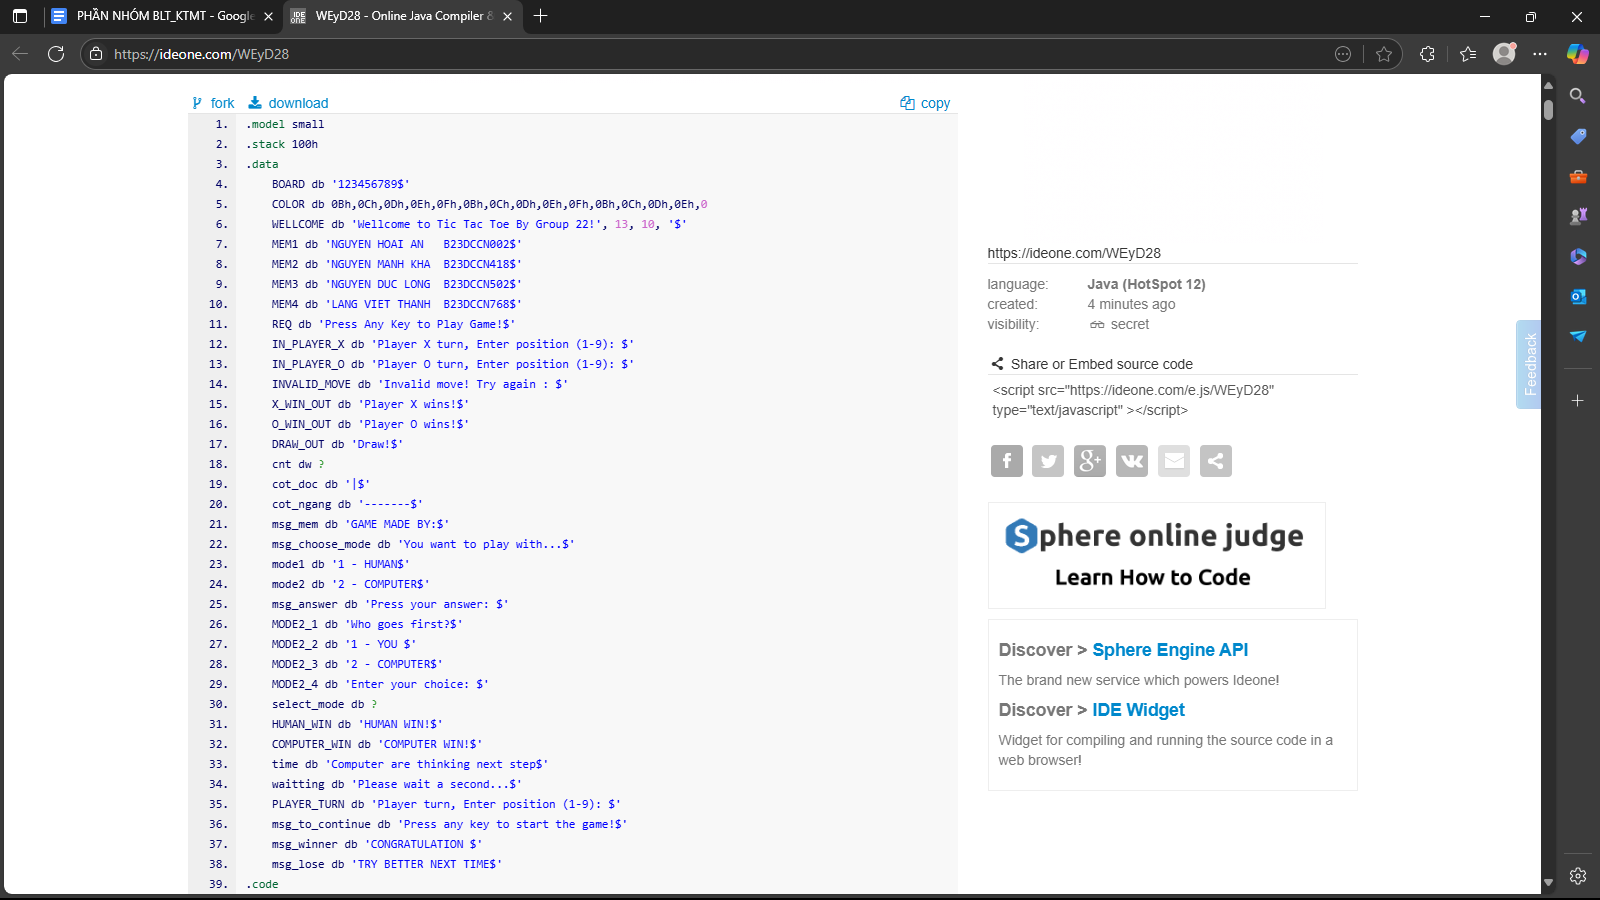 PHẦN NHÓM BLT_KTMT - Google
WEyD28 - Online Java Compiler &
https://ideone.com/WEyD28
fork download copy
1. .model small
2. .stack 100h
3. .data
4. BOARD db '123456789$'
5. COLOR db 0Bh,0Ch,0Dh,0Eh,0Fh,0Bh,0Ch,0Dh,0Eh,0Fh,0Bh,0Ch,0Dh,0Eh,0
6. WELLCOME db 'Wellcome to Tic Tac Toe By Group 22!', 13, 10, '$'
7. MEM1 db 'NGUYEN HOAI AN   B23DCCN002$'
8. MEM2 db 'NGUYEN MANH KHA  B23DCCN418$'
9. MEM3 db 'NGUYEN DUC LONG  B23DCCN502$'
10. MEM4 db 'LANG VIET THANH  B23DCCN768$'
11. REQ db 'Press Any Key to Play Game!$'
12. IN_PLAYER_X db 'Player X turn, Enter position (1-9): $'
13. IN_PLAYER_O db 'Player O turn, Enter position (1-9): $'
14. INVALID_MOVE db 'Invalid move! Try again : $'
15. X_WIN_OUT db 'Player X wins!$'
16. O_WIN_OUT db 'Player O wins!$'
17. DRAW_OUT db 'Draw!$'
18. cnt dw ?
19. cot_doc db '|$'
20. cot_ngang db '-------$'
21. msg_mem db 'GAME MADE BY:$'
22. msg_choose_mode db 'You want to play with...$'
23. mode1 db '1 - HUMAN$'
24. mode2 db '2 - COMPUTER$'
25. msg_answer db 'Press your answer: $'
26. MODE2_1 db 'Who goes first?$'
27. MODE2_2 db '1 - YOU $'
28. MODE2_3 db '2 - COMPUTER$'
29. MODE2_4 db 'Enter your choice: $'
30. select_mode db ?
31. HUMAN_WIN db 'HUMAN WIN!$'
32. COMPUTER_WIN db 'COMPUTER WIN!$'
33. time db 'Computer are thinking next step$'
34. waitting db 'Please wait a second...$'
35. PLAYER_TURN db 'Player turn, Enter position (1-9): $'
36. msg_to_continue db 'Press any key to start the game!$'
37. msg_winner db 'CONGRATULATION $'
38. msg_lose db 'TRY BETTER NEXT TIME$'
39. .code
https://ideone.com/WEyD28
language: Java (HotSpot 12)
created: 4 minutes ago
visibility: secret
Share or Embed source code
<script src="https://ideone.com/e.js/WEyD28"
type="text/javascript" ></script>
Sphere online judge
Learn How to Code
Discover > Sphere Engine API
The brand new service which powers Ideone!
Discover > IDE Widget
Widget for compiling and running the source code in a
web browser!
Feedback